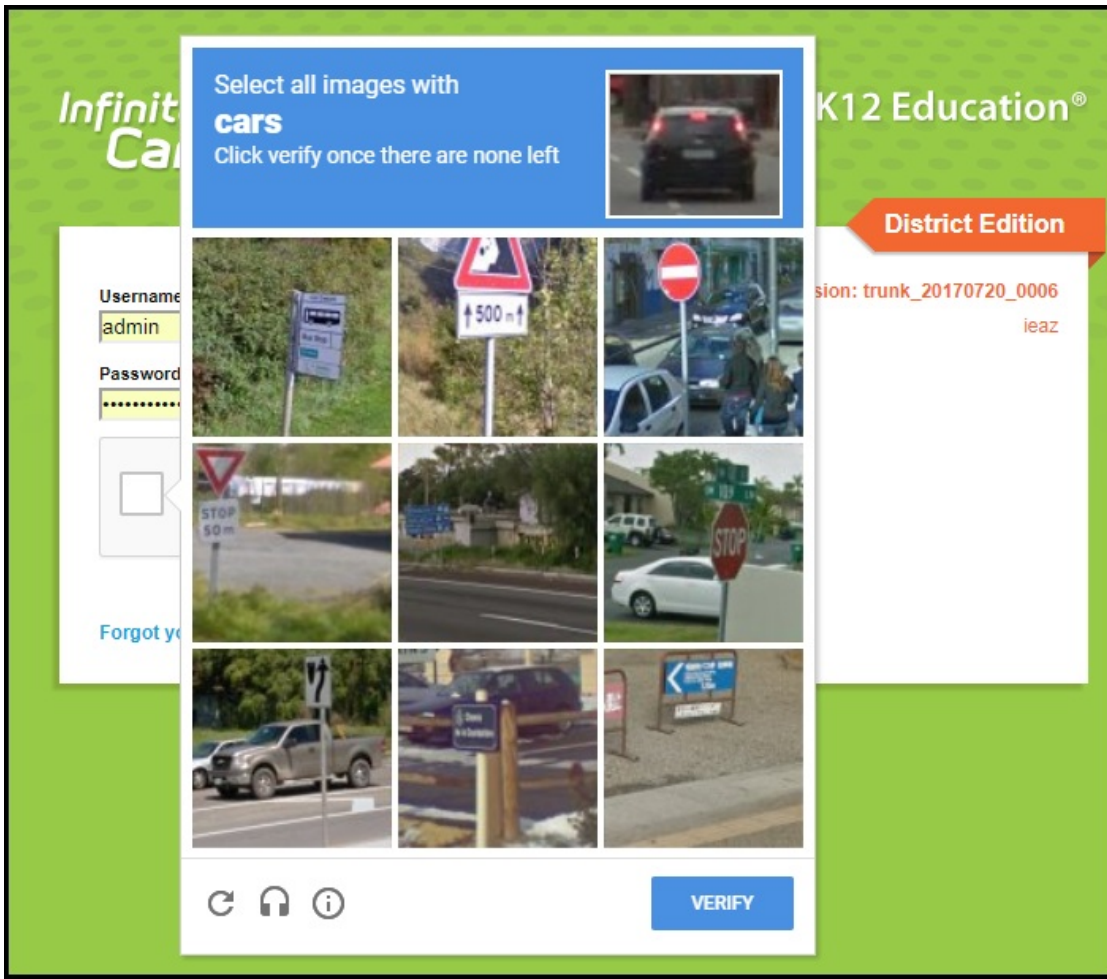 Select all images with
cars
Click verify once there are none left
Infinit
Ca
K12 Education®
District Edition
sion: trunk_20170720_0006
ieaz
Username
admin
Password
Forgot yo
500 m
STOP
50 m
STOP
VERIFY